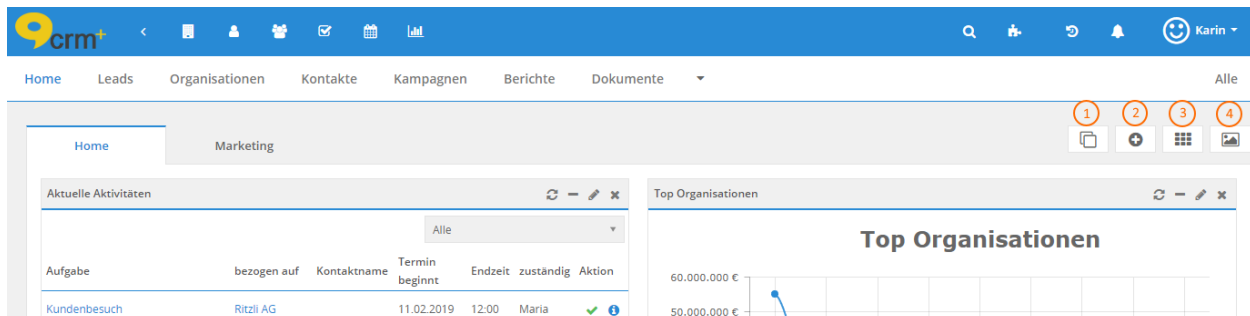 9crm+ Karin
Home Leads Organisationen Kontakte Kampagnen Berichte Dokumente Alle
1 2 3 4
Home Marketing
Aktuelle Aktivitäten
Alle
Aufgabe bezogen auf Kontaktname Termin beginnt Endzeit zuständig Aktion
Kundenbesuch Ritzli AG 11.02.2019 12:00 Maria
Top Organisationen
Top Organisationen
60.000.000 €
50.000.000 €